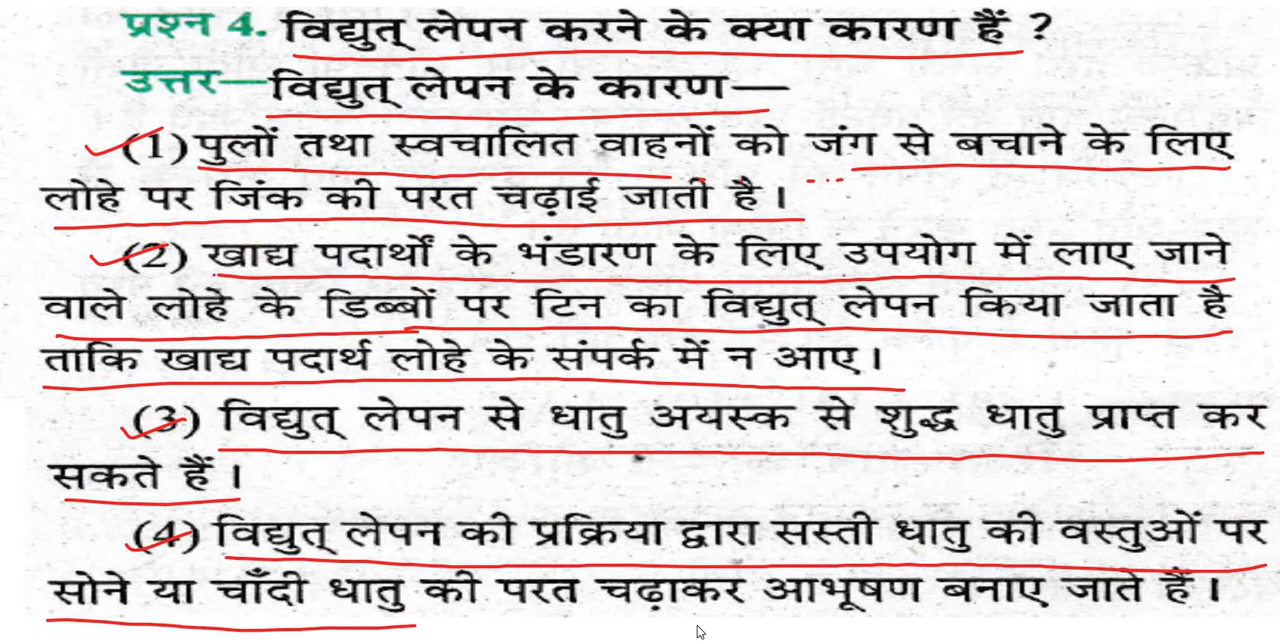 प्रश्न 4. विद्युत् लेपन करने के क्या कारण हैं ?
उत्तर—विद्युत् लेपन के कारण—
(1) पुलों तथा स्वचालित वाहनों को जंग से बचाने के लिए
लोहे पर जिंक की परत चढ़ाई जाती है।
(2) खाद्य पदार्थों के भंडारण के लिए उपयोग में लाए जाने
वाले लोहे के डिब्बों पर टिन का विद्युत् लेपन किया जाता है
ताकि खाद्य पदार्थ लोहे के संपर्क में न आए।
(3) विद्युत् लेपन से धातु अयस्क से शुद्ध धातु प्राप्त कर
सकते हैं।
(4) विद्युत् लेपन की प्रक्रिया द्वारा सस्ती धातु की वस्तुओं पर
सोने या चाँदी धातु की परत चढ़ाकर आभूषण बनाए जाते हैं।